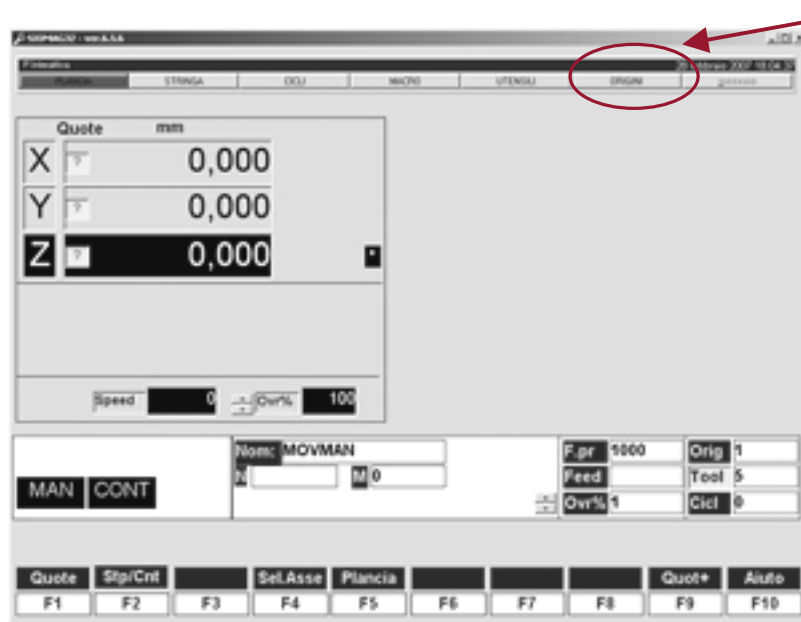 PLANCIA STRINGA CICLI MACRO UTENSILI ORIGINI
Quote mm
X ? 0,000
Y ? 0,000
Z ? 0,000 *
Speed 0 Ovr% 100
Nom: MOVMAN F.pr 1000 Orig 1
MAN CONT N M 0 Feed Tool 5
Ovr% 1 Cicl 0
Quote Stp/Cnt Sel.Asse Plancia Quot+ Aiuto
F1 F2 F3 F4 F5 F6 F7 F8 F9 F10